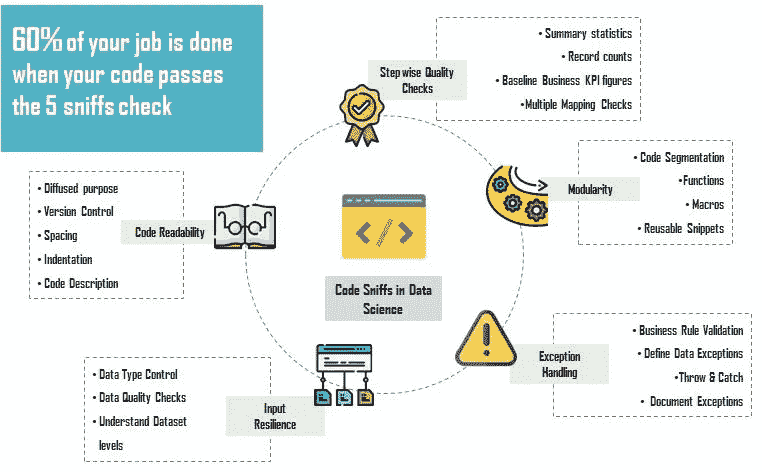 60% of your job is done
when your code passes
the 5 sniffs check
Stepwise Quality
Checks
• Summary statistics
• Record counts
• Baseline Business KPI figures
• Multiple Mapping Checks
Modularity
• Code Segmentation
• Functions
• Macros
• Reusable Snippets
Exception
Handling
• Business Rule Validation
• Define Data Exceptions
• Throw & Catch
• Document Exceptions
Input
Resilience
• Data Type Control
• Data Quality Checks
• Understand Dataset
levels
Code Readability
• Diffused purpose
• Version Control
• Spacing
• Indentation
• Code Description
Code Sniffs in Data
Science